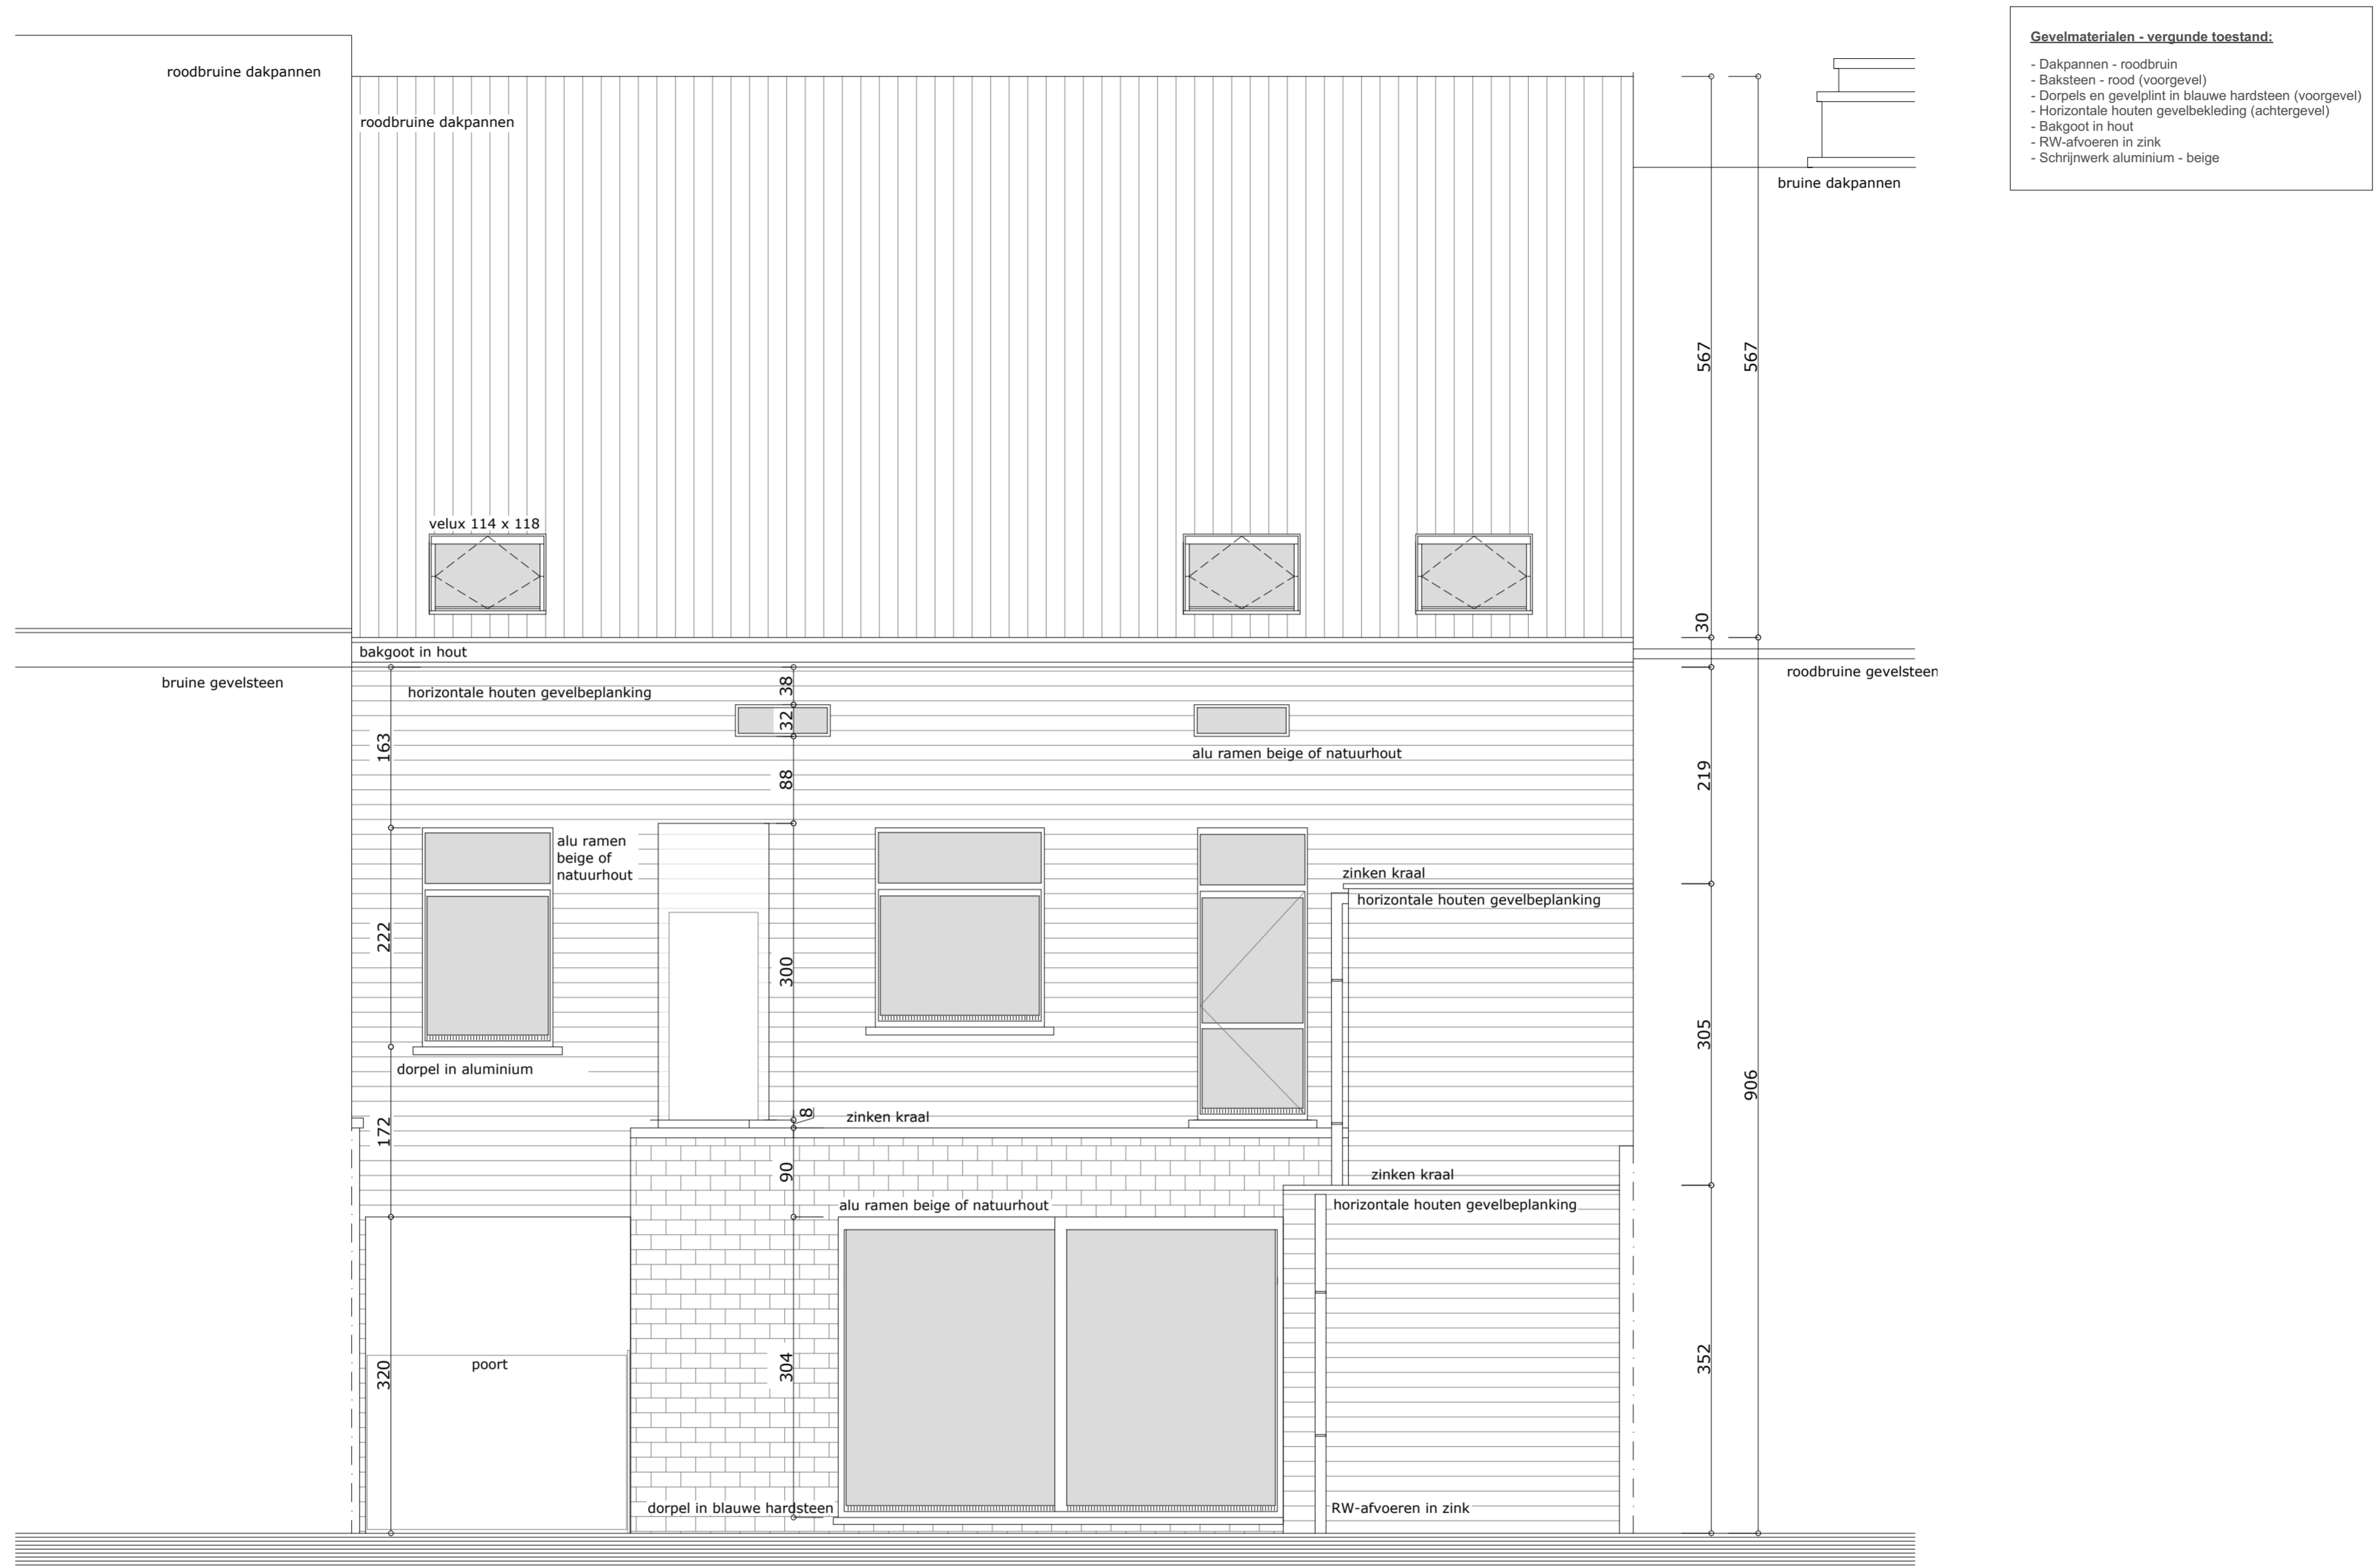 Gevelmaterialen - vergunde toestand:
- Dakpannen - roodbruin
- Baksteen - rood (voorgevel)
- Dorpels en gevelplint in blauwe hardsteen (voorgevel)
- Horizontale houten gevelbekleding (achtergevel)
- Bakgoot in hout
- RW-afvoeren in zink
- Schrijnwerk aluminium - beige
roodbruine dakpannen
roodbruine dakpannen
bruine dakpannen
567
567
velux 114 x 118
30
bakgoot in hout
bruine gevelsteen
roodbruine gevelsteen
horizontale houten gevelbeplanking
38
32
163
alu ramen beige of natuurhout
88
219
alu ramen
beige of
natuurhout
zinken kraal
horizontale houten gevelbeplanking
222
300
305
dorpel in aluminium
906
8
zinken kraal
172
90
zinken kraal
alu ramen beige of natuurhout
horizontale houten gevelbeplanking
poort
320
304
352
dorpel in blauwe hardsteen
RW-afvoeren in zink